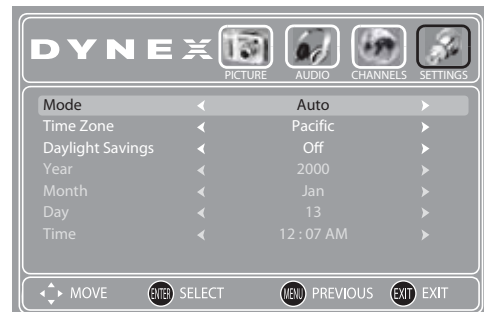 DYNEX
PICTURE AUDIO CHANNELS SETTINGS
Mode Auto
Time Zone Pacific
Daylight Savings Off
Year 2000
Month Jan
Day 13
Time 12 : 07 AM
MOVE ENTER SELECT MENU PREVIOUS EXIT EXIT